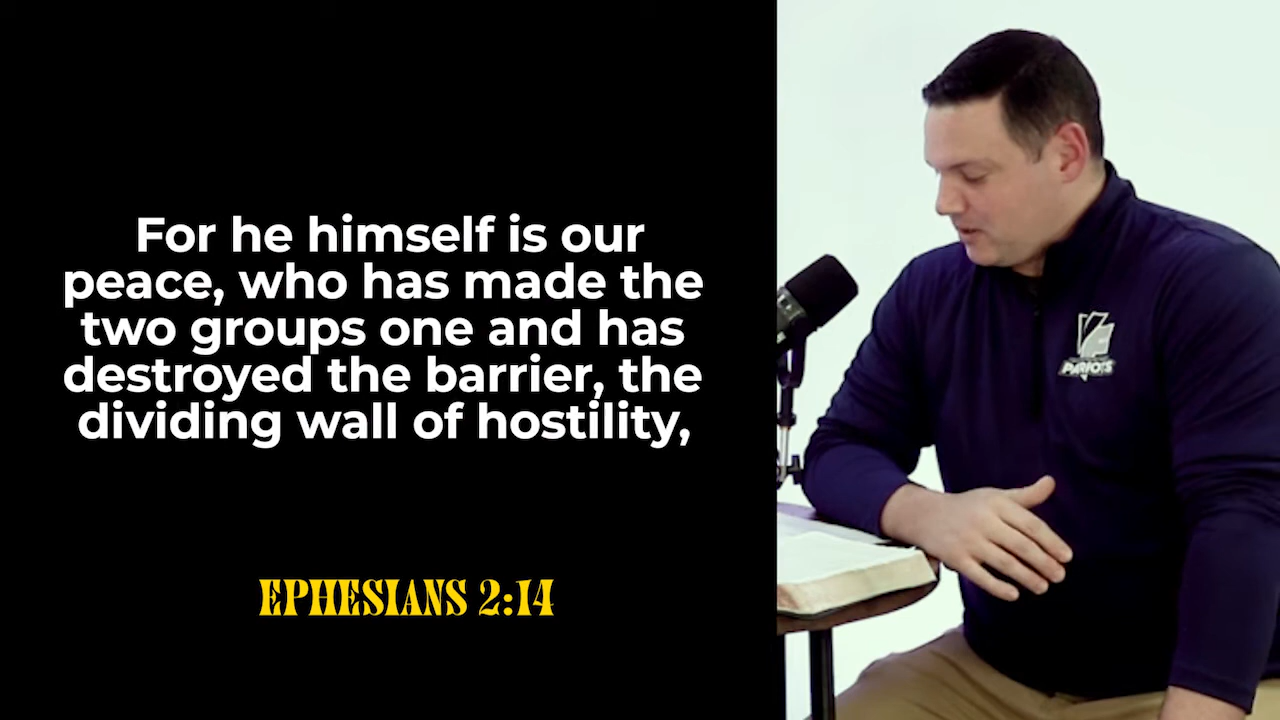 For he himself is our
peace, who has made the
two groups one and has
destroyed the barrier, the
dividing wall of hostility,
EPHESIANS 2:14
PATRIOTS